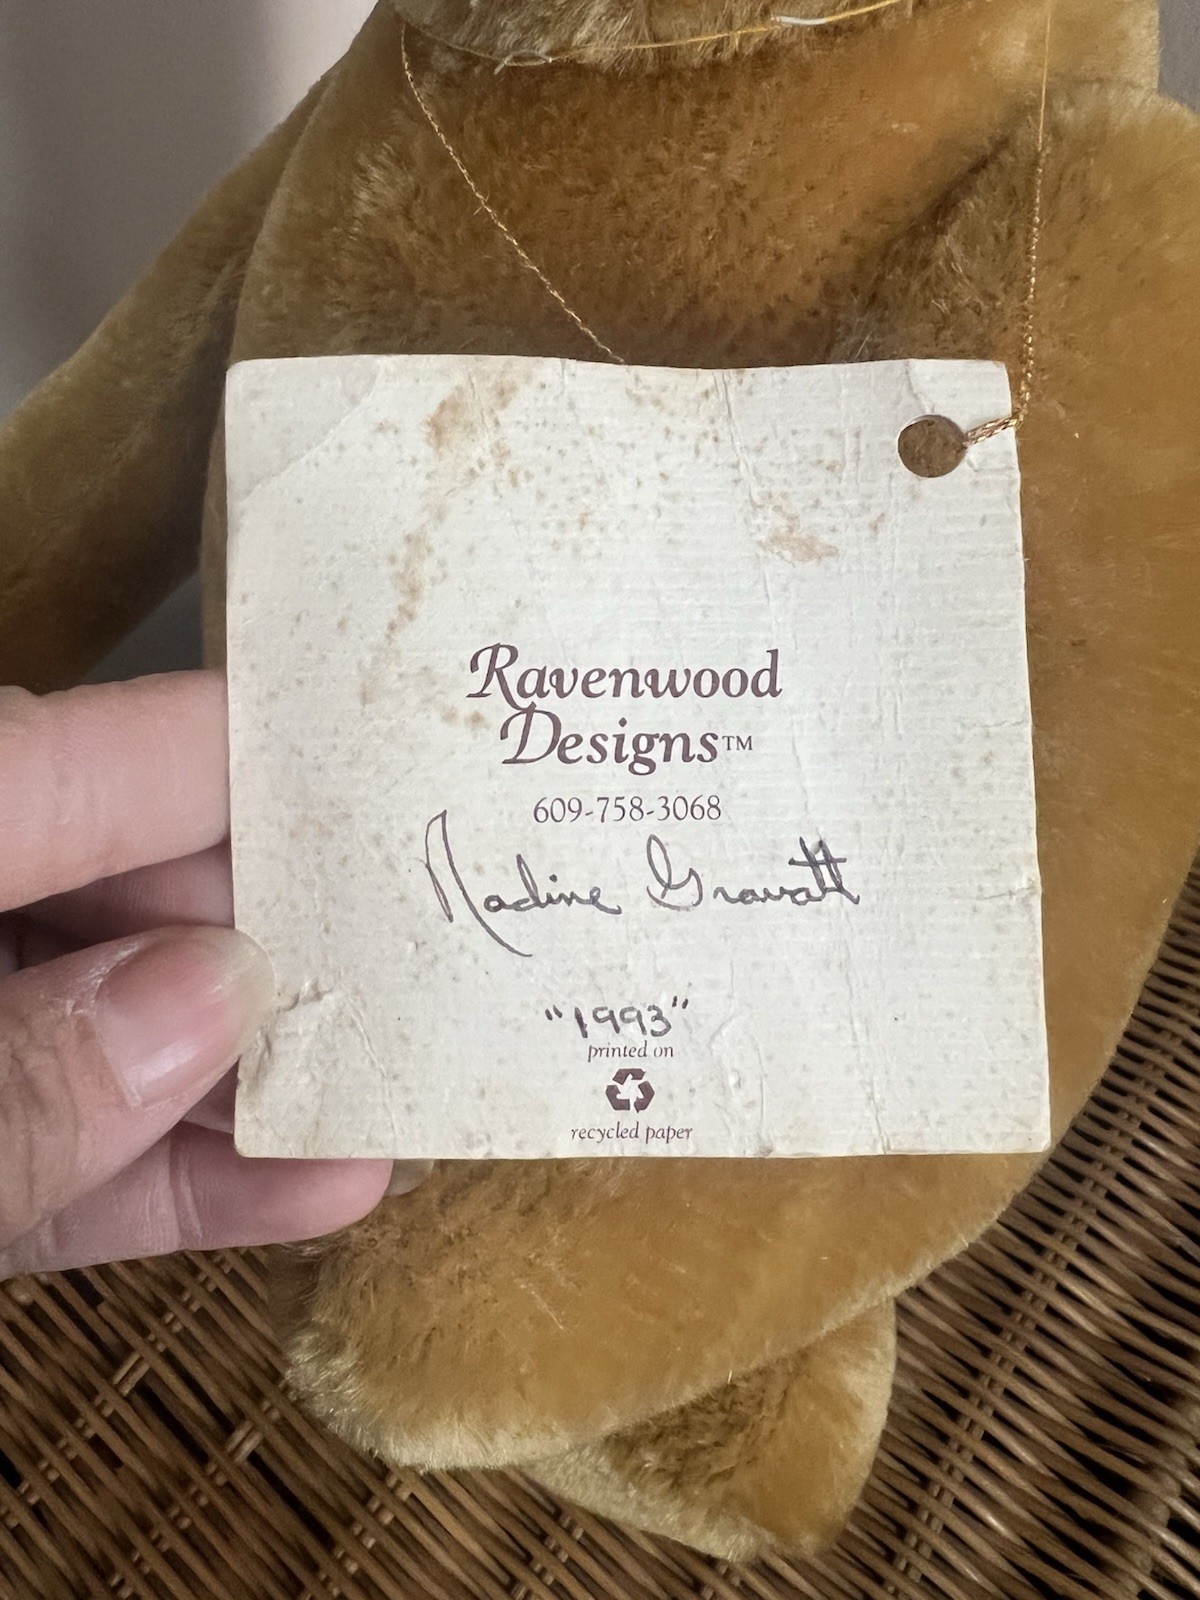 Ravenwood
Designs™
609-758-3068
Nadine Gravatt
"1993"
printed on
recycled paper